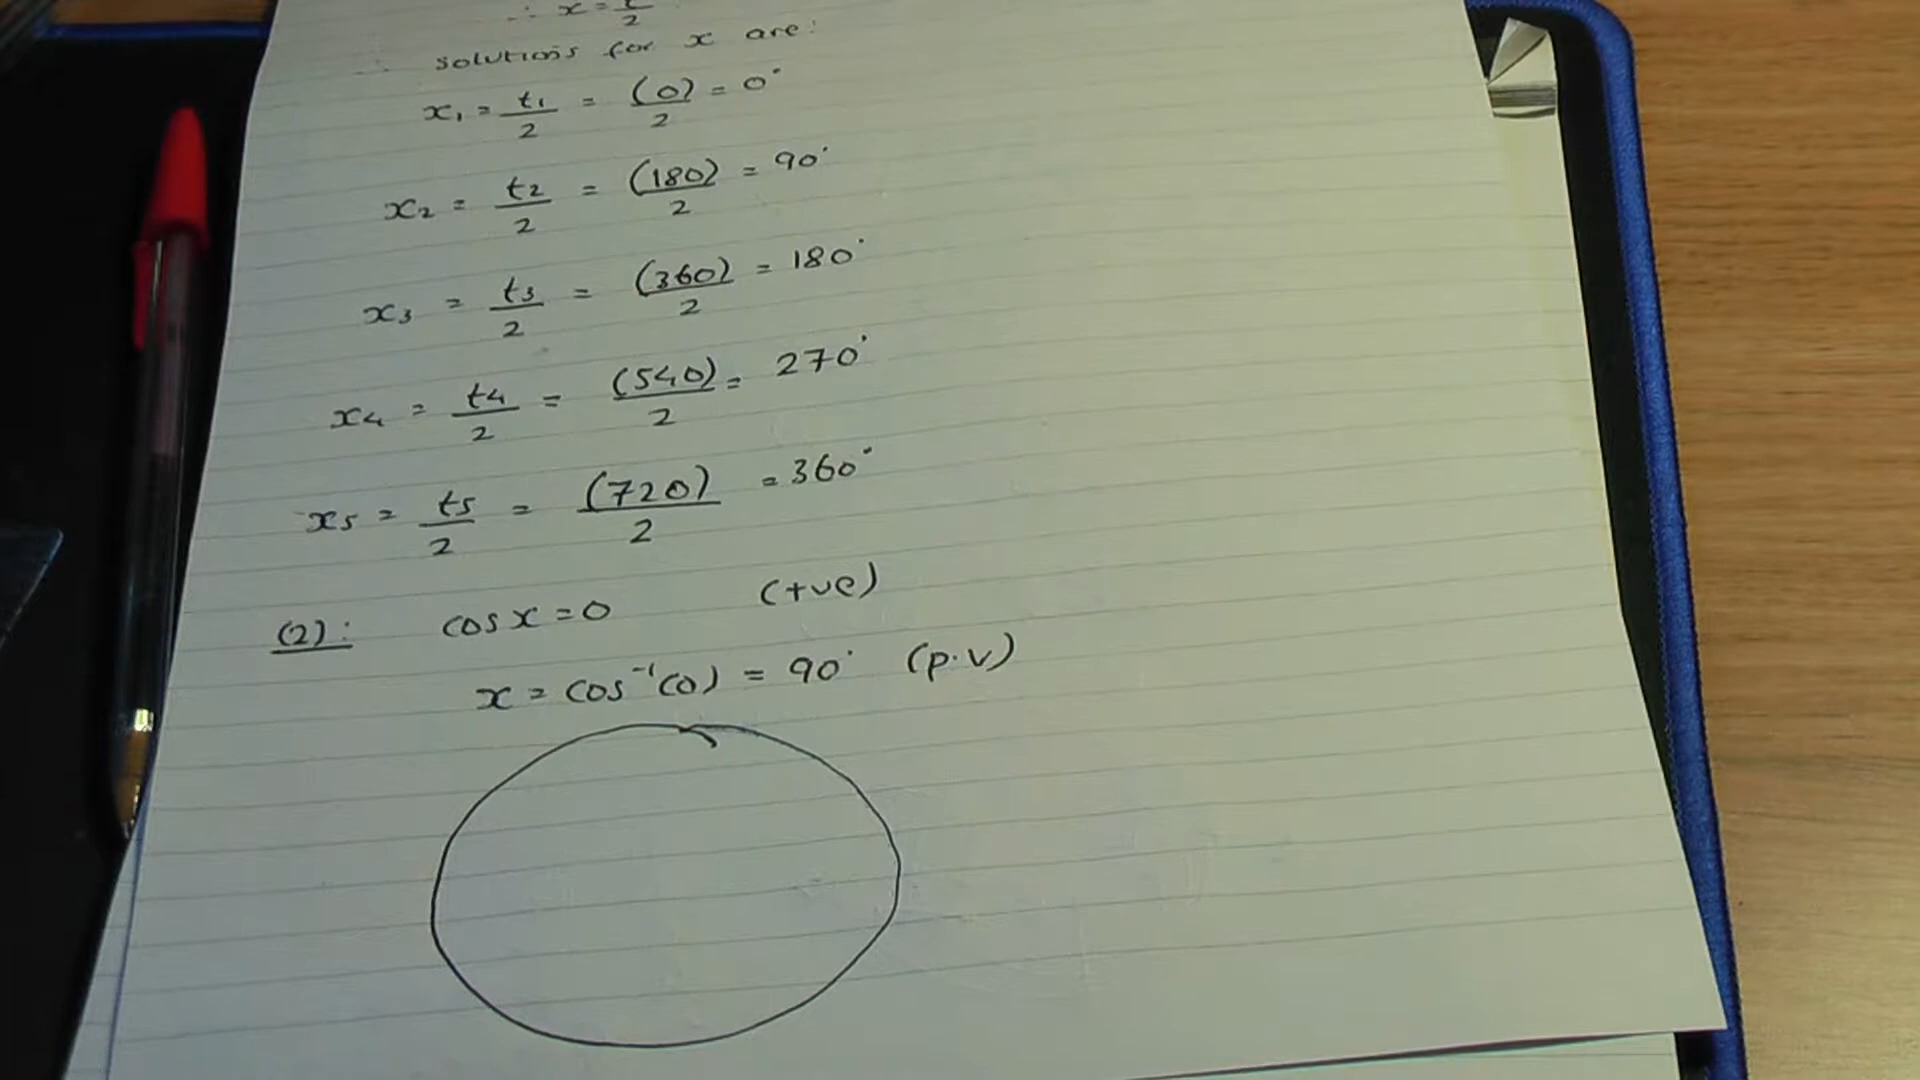 ∴ x = t/2
∴ solutions for x are:
x₁ = t₁/2 = (0)/2 = 0°
x₂ = t₂/2 = (180)/2 = 90°
x₃ = t₃/2 = (360)/2 = 180°
x₄ = t₄/2 = (540)/2 = 270°
x₅ = t₅/2 = (720)/2 = 360°
(2): cos x = 0 (+ve)
x = cos⁻¹(0) = 90° (p.v)